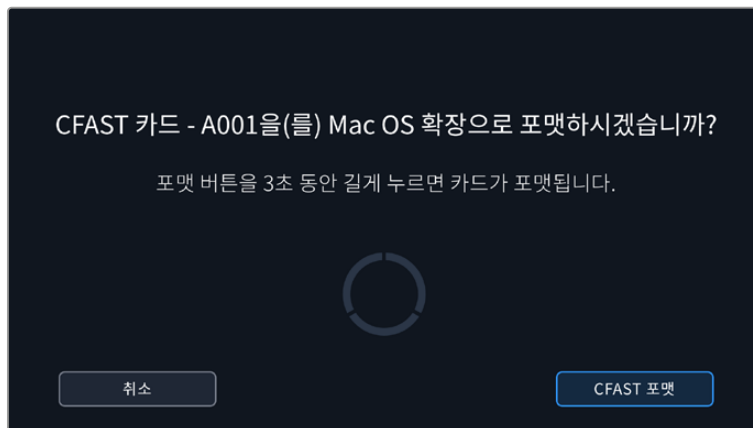 CFAST 카드 - A001을(를) Mac OS 확장으로 포맷하시겠습니까?
포맷 버튼을 3초 동안 길게 누르면 카드가 포맷됩니다.
취소
CFAST 포맷